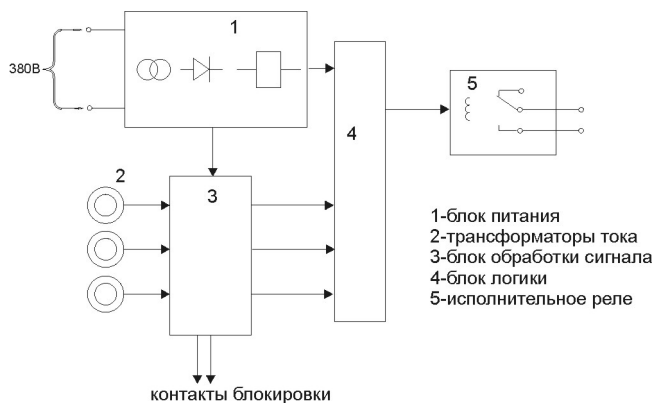 1
380В
5
4
2
3
1-блок питания
2-трансформаторы тока
3-блок обработки сигнала
4-блок логики
5-исполнительное реле
контакты блокировки